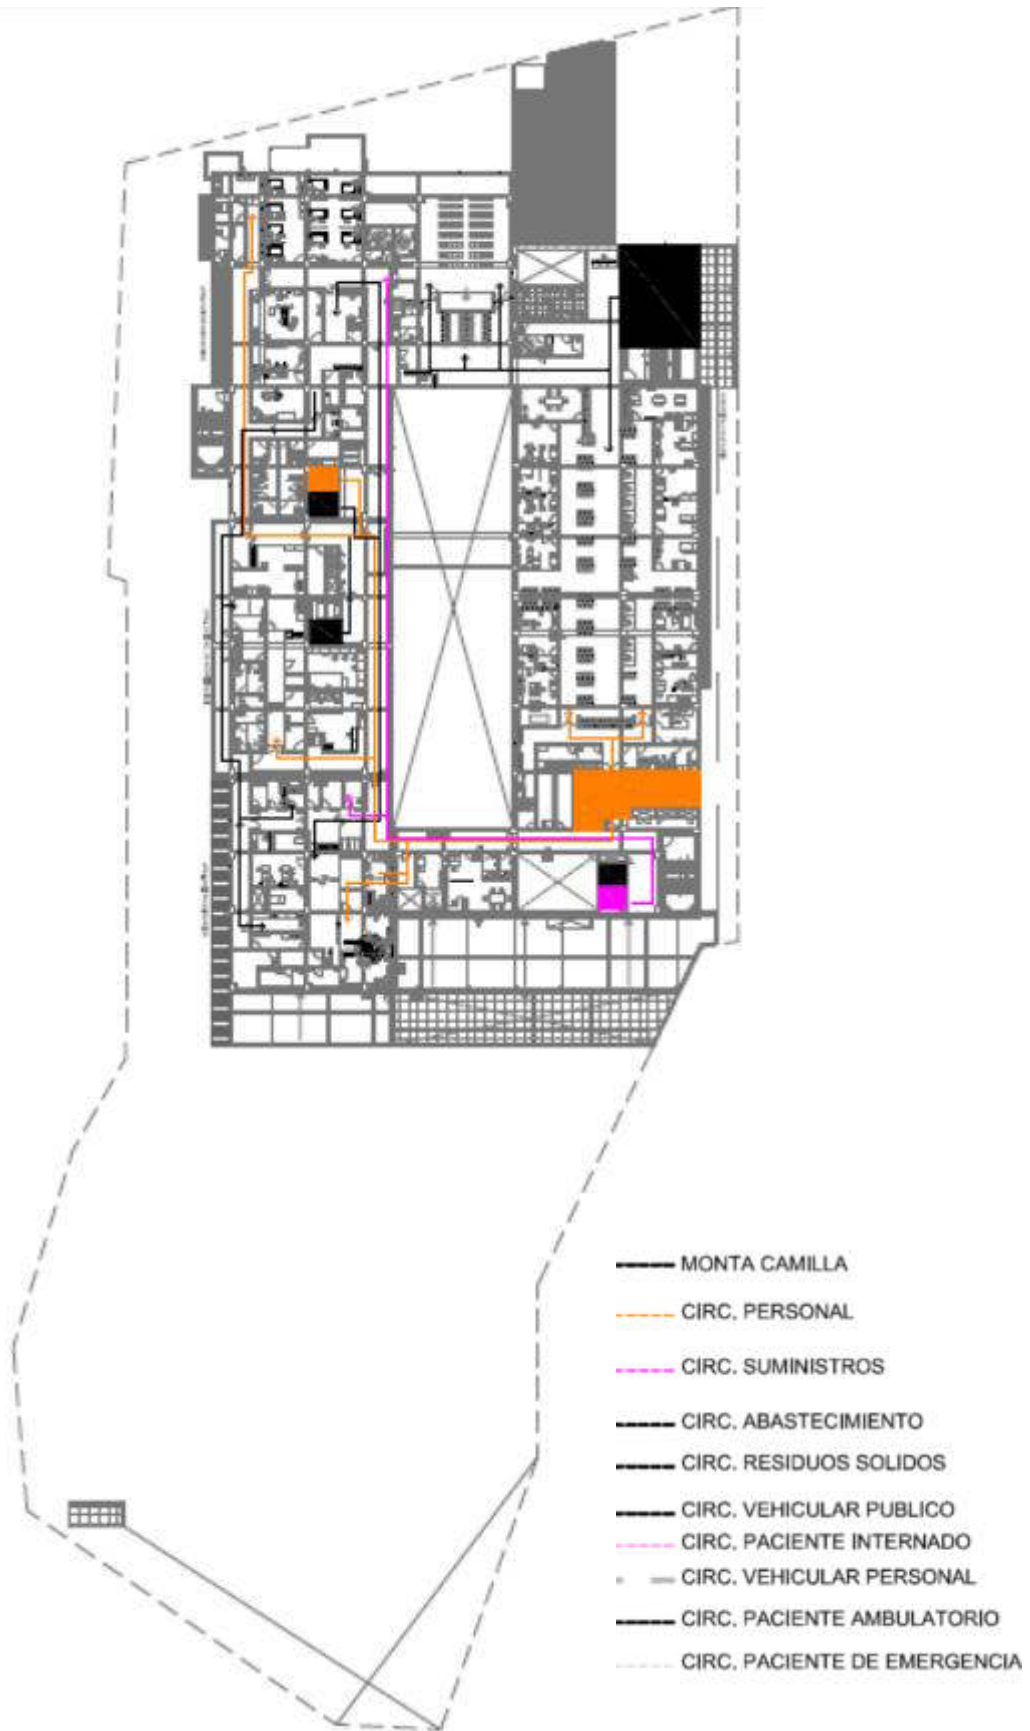 MONTA CAMILLA
CIRC. PERSONAL
CIRC. SUMINISTROS
CIRC. ABASTECIMIENTO
CIRC. RESIDUOS SOLIDOS
CIRC. VEHICULAR PUBLICO
CIRC. PACIENTE INTERNADO
CIRC. VEHICULAR PERSONAL
CIRC. PACIENTE AMBULATORIO
CIRC. PACIENTE DE EMERGENCIA